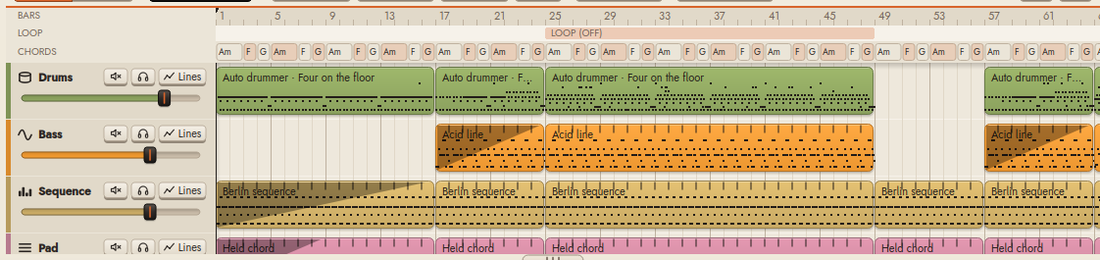 BARS 1 5 9 13 17 21 25 29 33 37 41 45 49 53 57 61
LOOP LOOP (OFF)
CHORDS Am F G Am F G Am F G Am F G Am F G Am F G Am F G Am F G Am F G Am F G Am F G Am F G Am F G Am F G Am F G Am F G
Drums Lines Auto drummer · Four on the floor Auto drummer · F... Auto drummer · Four on the floor Auto drummer · F...
Bass Lines Acid line Acid line Acid line
Sequence Lines Berlin sequence Berlin sequence Berlin sequence Berlin sequence Berlin sequence
Pad Lines Held chord Held chord Held chord Held chord Held chord